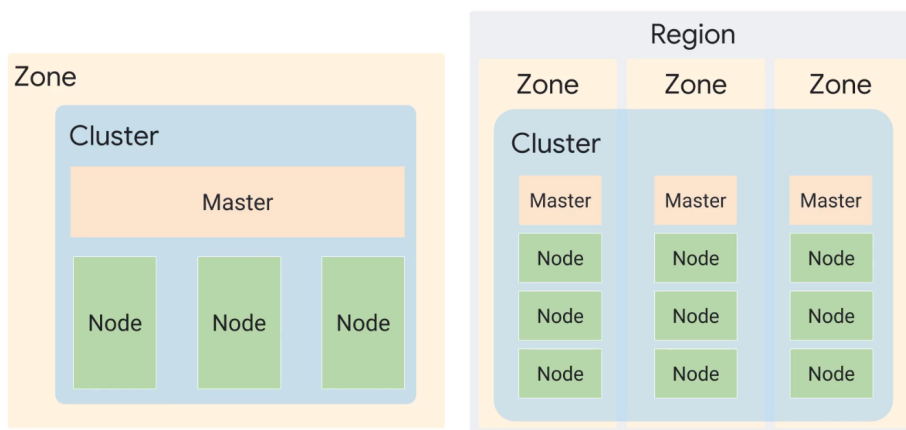 Zone
Cluster
Master
Node Node Node
Region
Zone Zone Zone
Cluster
Master Master Master
Node Node Node
Node Node Node
Node Node Node